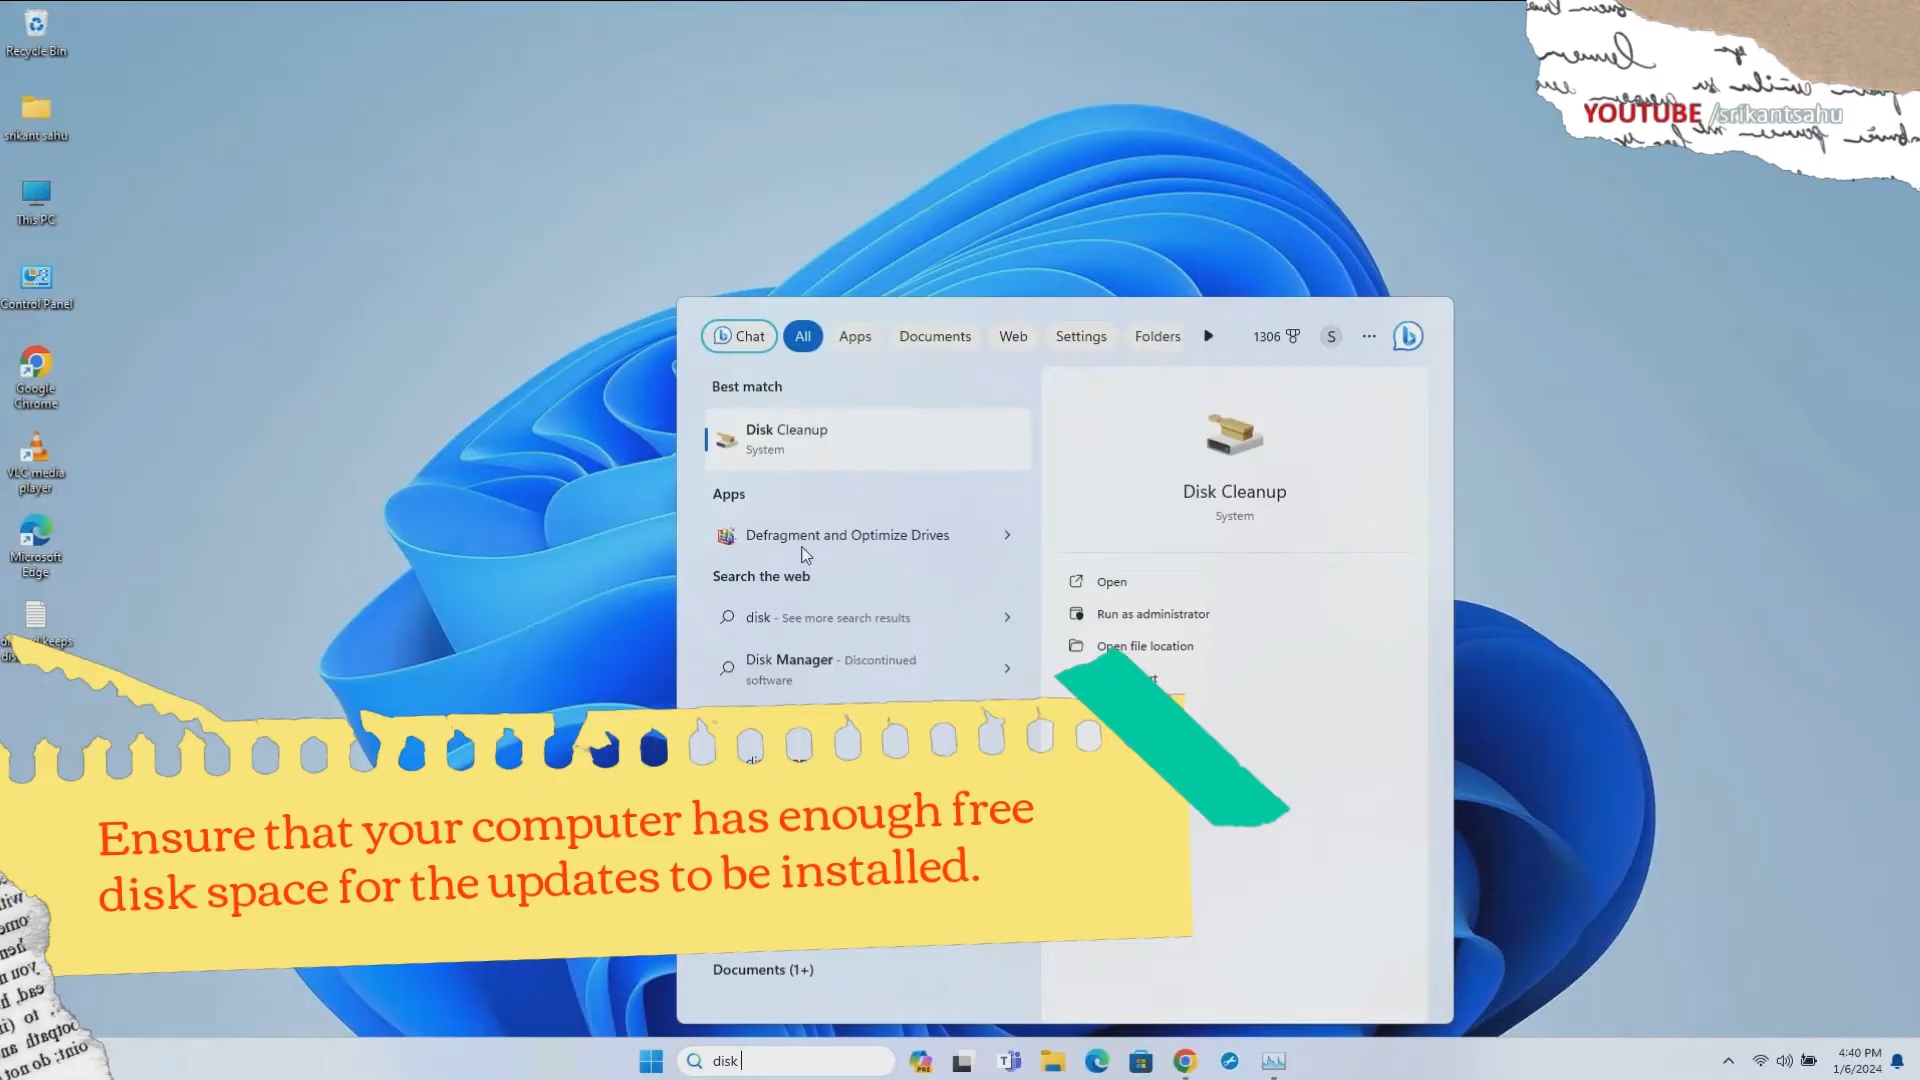 Recycle Bin
srikant sahu
This PC
Control Panel
Google
Chrome
VLC media
player
Microsoft
Edge
YOUTUBE /srikantsahu
Chat
All
Apps
Documents
Web
Settings
Folders
1306
S
Best match
Disk Cleanup
System
Apps
Defragment and Optimize Drives
Search the web
disk - See more search results
Disk Manager - Discontinued
software
Documents (1+)
Disk Cleanup
System
Open
Run as administrator
Open file location
Ensure that your computer has enough free
disk space for the updates to be installed.
disk
PRE
4:40 PM
1/6/2024